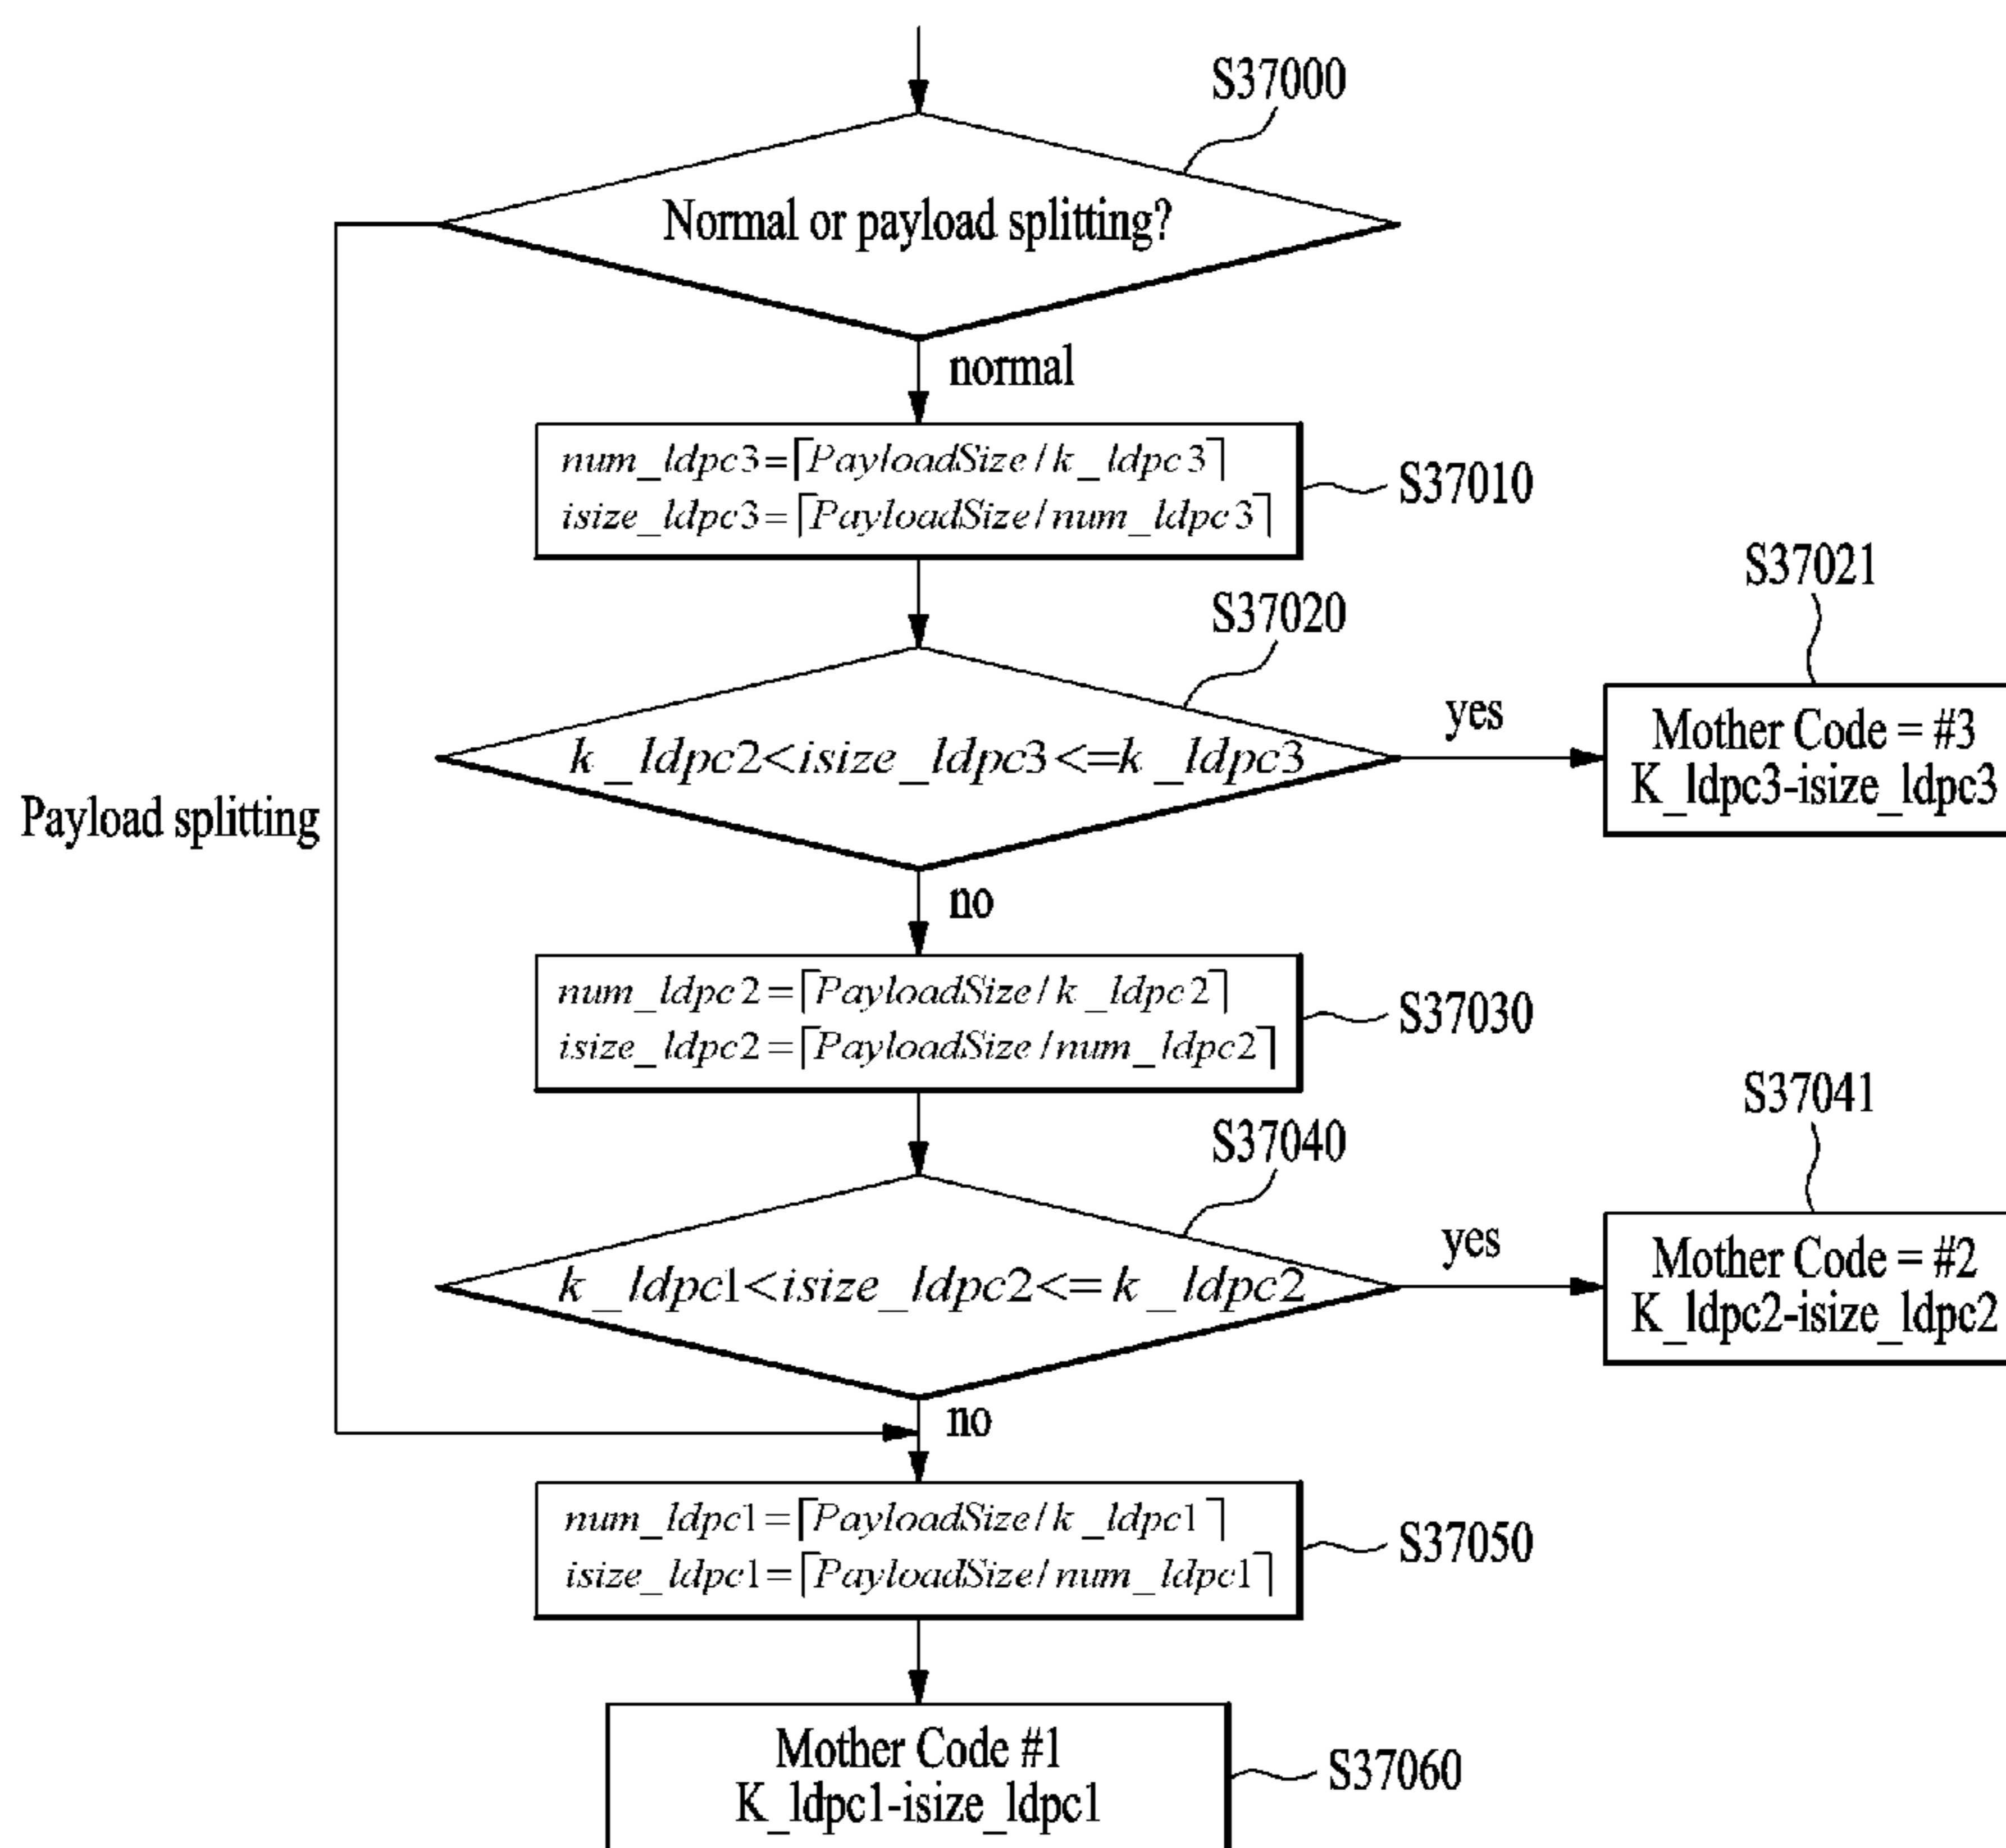 S37000
Normal or payload splitting?
normal
num_ldpc3=⌈PayloadSize/k_ldpc3⌉
isize_ldpc3=⌈PayloadSize/num_ldpc3⌉
S37010
S37020
S37021
k_ldpc2<isize_ldpc3<=k_ldpc3
yes
Mother Code = #3
K_ldpc3-isize_ldpc3
Payload splitting
no
num_ldpc2=⌈PayloadSize/k_ldpc2⌉
isize_ldpc2=⌈PayloadSize/num_ldpc2⌉
S37030
S37040
S37041
k_ldpc1<isize_ldpc2<=k_ldpc2
yes
Mother Code = #2
K_ldpc2-isize_ldpc2
no
num_ldpc1=⌈PayloadSize/k_ldpc1⌉
isize_ldpc1=⌈PayloadSize/num_ldpc1⌉
S37050
Mother Code #1
K_ldpc1-isize_ldpc1
S37060